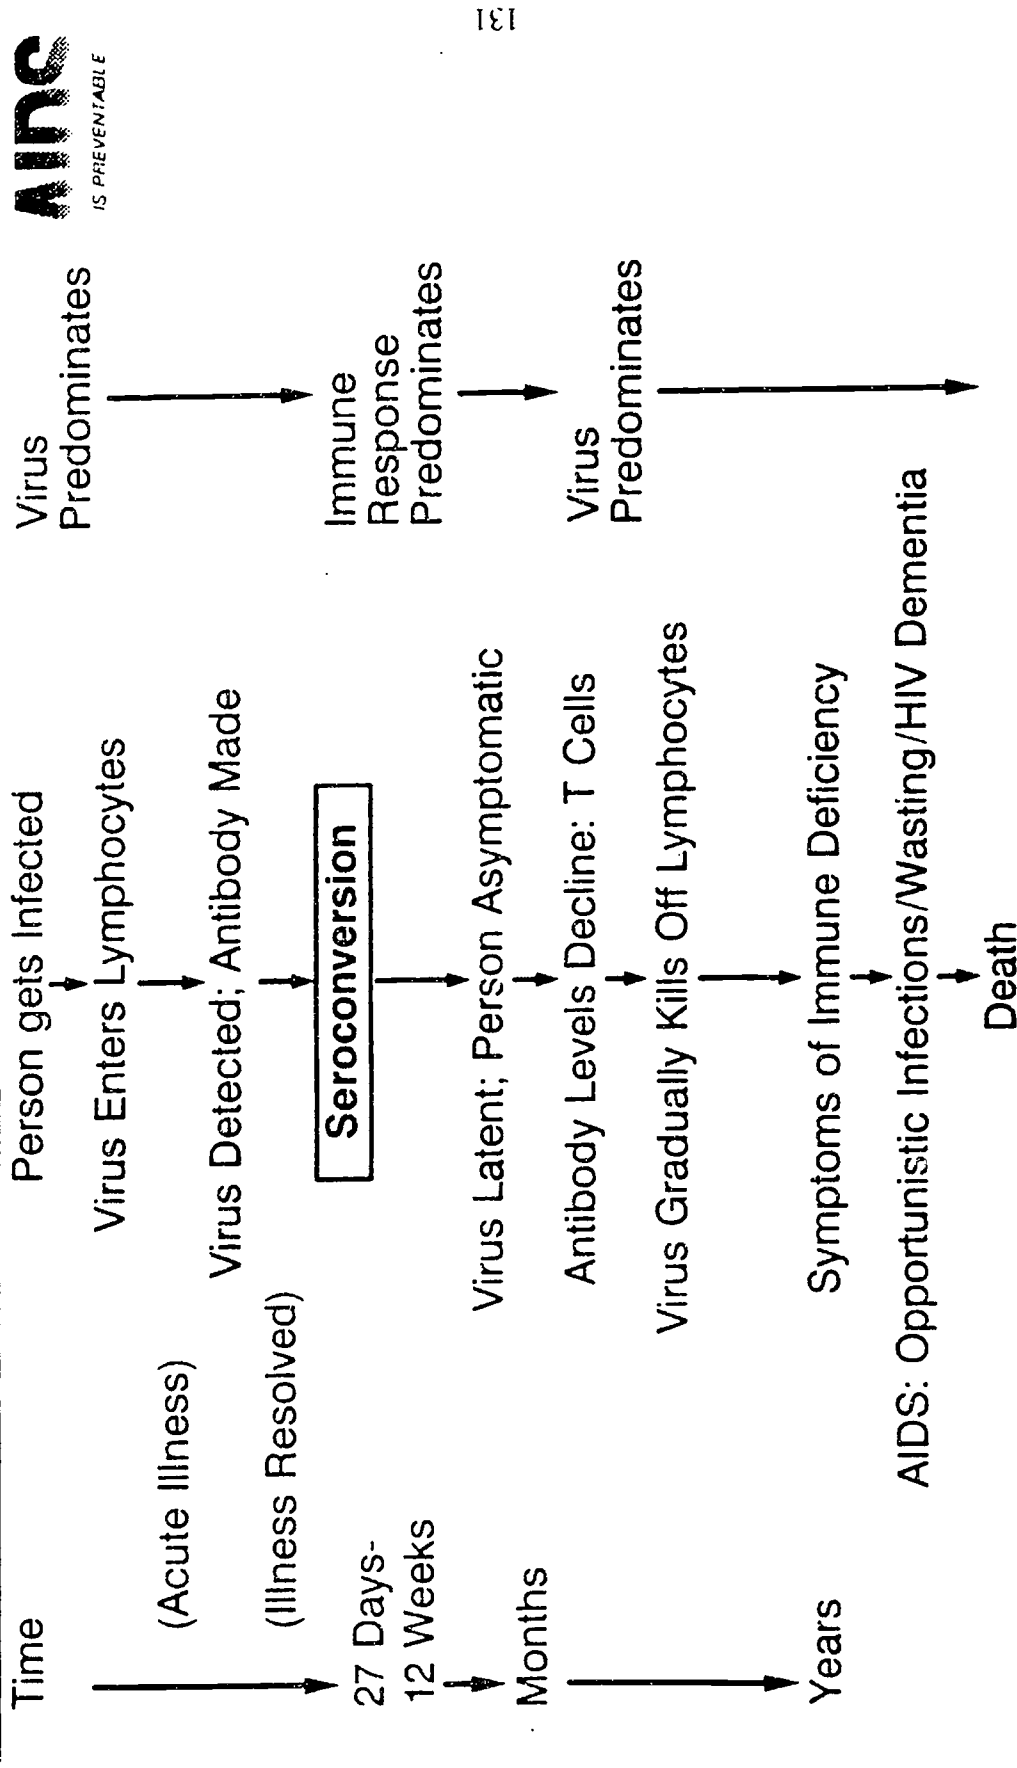 AIDS
IS PREVENTABLE
Time
Person gets Infected
Virus
Predominates
Virus Enters Lymphocytes
(Acute Illness)
Virus Detected; Antibody Made
(Illness Resolved)
Seroconversion
27 Days-
12 Weeks
Immune
Response
Predominates
Virus Latent; Person Asymptomatic
Months
Antibody Levels Decline: T Cells
Virus
Predominates
Virus Gradually Kills Off Lymphocytes
Years
Symptoms of Immune Deficiency
AIDS: Opportunistic Infections/Wasting/HIV Dementia
Death
131